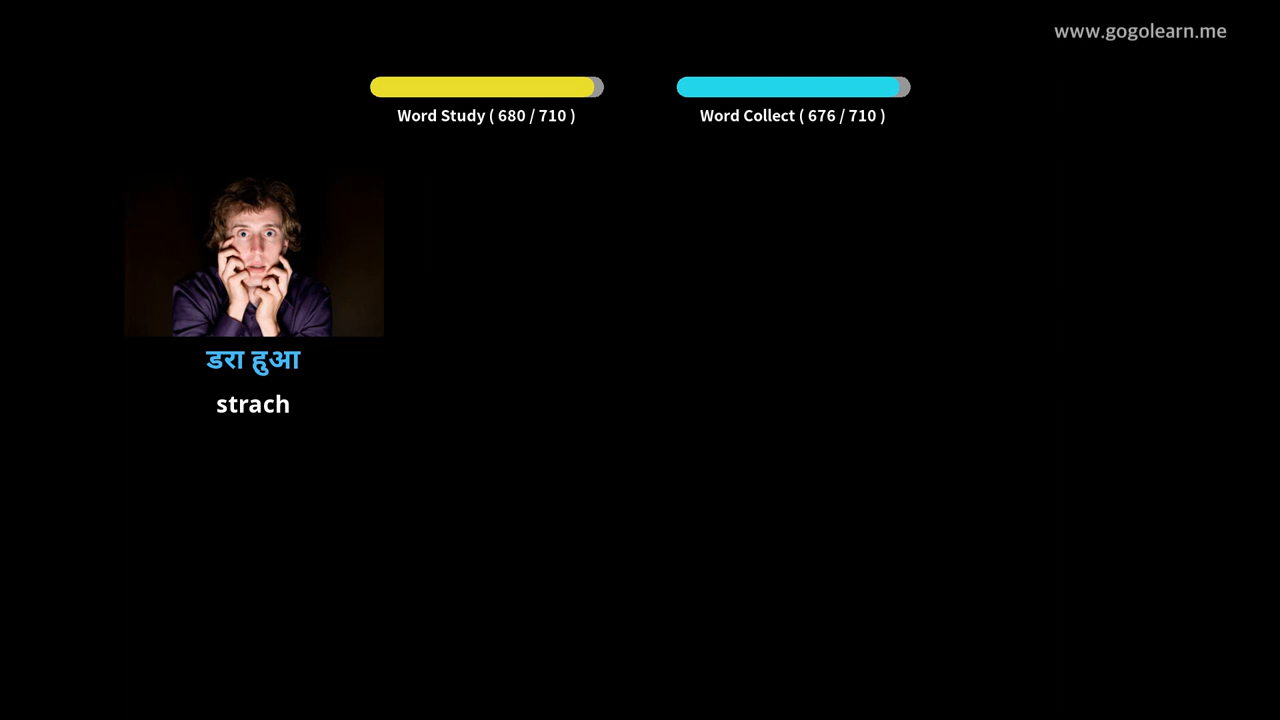 www.gogolearn.me
Word Study ( 680 / 710 )
Word Collect ( 676 / 710 )
डरा हुआ
strach